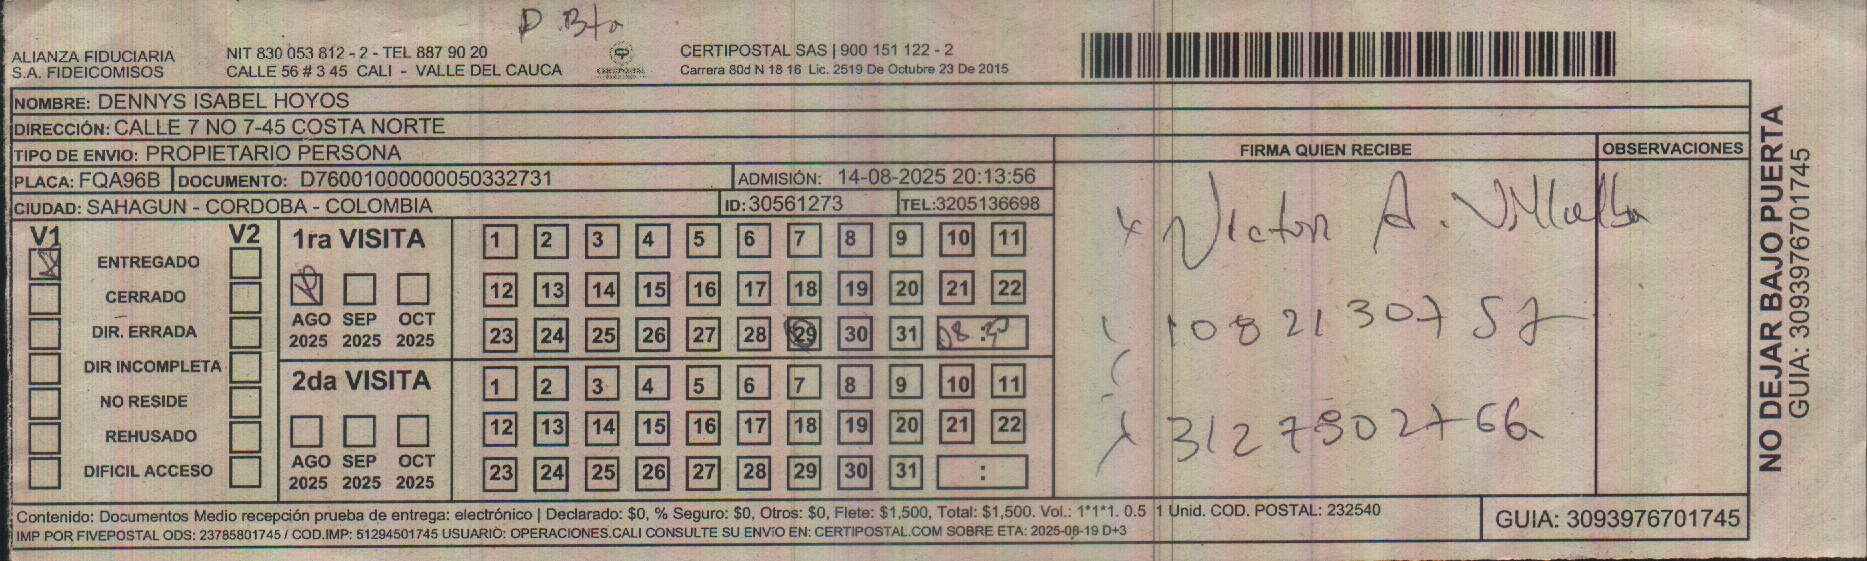 D. Bta
ALIANZA FIDUCIARIA
S.A. FIDEICOMISOS
NIT 830 053 812 - 2 - TEL 887 90 20
CALLE 56 # 3 45 CALI - VALLE DEL CAUCA
CERTIPOSTAL
CERTIPOSTAL SAS | 900 151 122 - 2
Carrera 80d N 18 16 Lic. 2519 De Octubre 23 De 2015
NOMBRE: DENNYS ISABEL HOYOS
DIRECCIÓN: CALLE 7 NO 7-45 COSTA NORTE
TIPO DE ENVIO: PROPIETARIO PERSONA
PLACA: FQA96B DOCUMENTO: D76001000000050332731 ADMISIÓN: 14-08-2025 20:13:56
CIUDAD: SAHAGUN - CORDOBA - COLOMBIA ID: 30561273 TEL:3205136698
FIRMA QUIEN RECIBE OBSERVACIONES
Victor A. Villalba
1082130757
3127302766
V1 V2
ENTREGADO
CERRADO
DIR. ERRADA
DIR INCOMPLETA
NO RESIDE
REHUSADO
DIFICIL ACCESO
1ra VISITA
AGO SEP OCT
2025 2025 2025
1 2 3 4 5 6 7 8 9 10 11
12 13 14 15 16 17 18 19 20 21 22
23 24 25 26 27 28 29 30 31 :
2da VISITA
AGO SEP OCT
2025 2025 2025
1 2 3 4 5 6 7 8 9 10 11
12 13 14 15 16 17 18 19 20 21 22
23 24 25 26 27 28 29 30 31 :
Contenido: Documentos Medio recepción prueba de entrega: electrónico | Declarado: $0, % Seguro: $0, Otros: $0, Flete: $1,500, Total: $1,500. Vol.: 1*1*1. 0.5 1 Unid. COD. POSTAL: 232540
IMP POR FIVEPOSTAL ODS: 23785801745 / COD.IMP: 51294501745 USUARIO: OPERACIONES.CALI CONSULTE SU ENVIO EN: CERTIPOSTAL.COM SOBRE ETA: 2025-08-19 D+3
GUIA: 3093976701745
NO DEJAR BAJO PUERTA
GUIA: 3093976701745